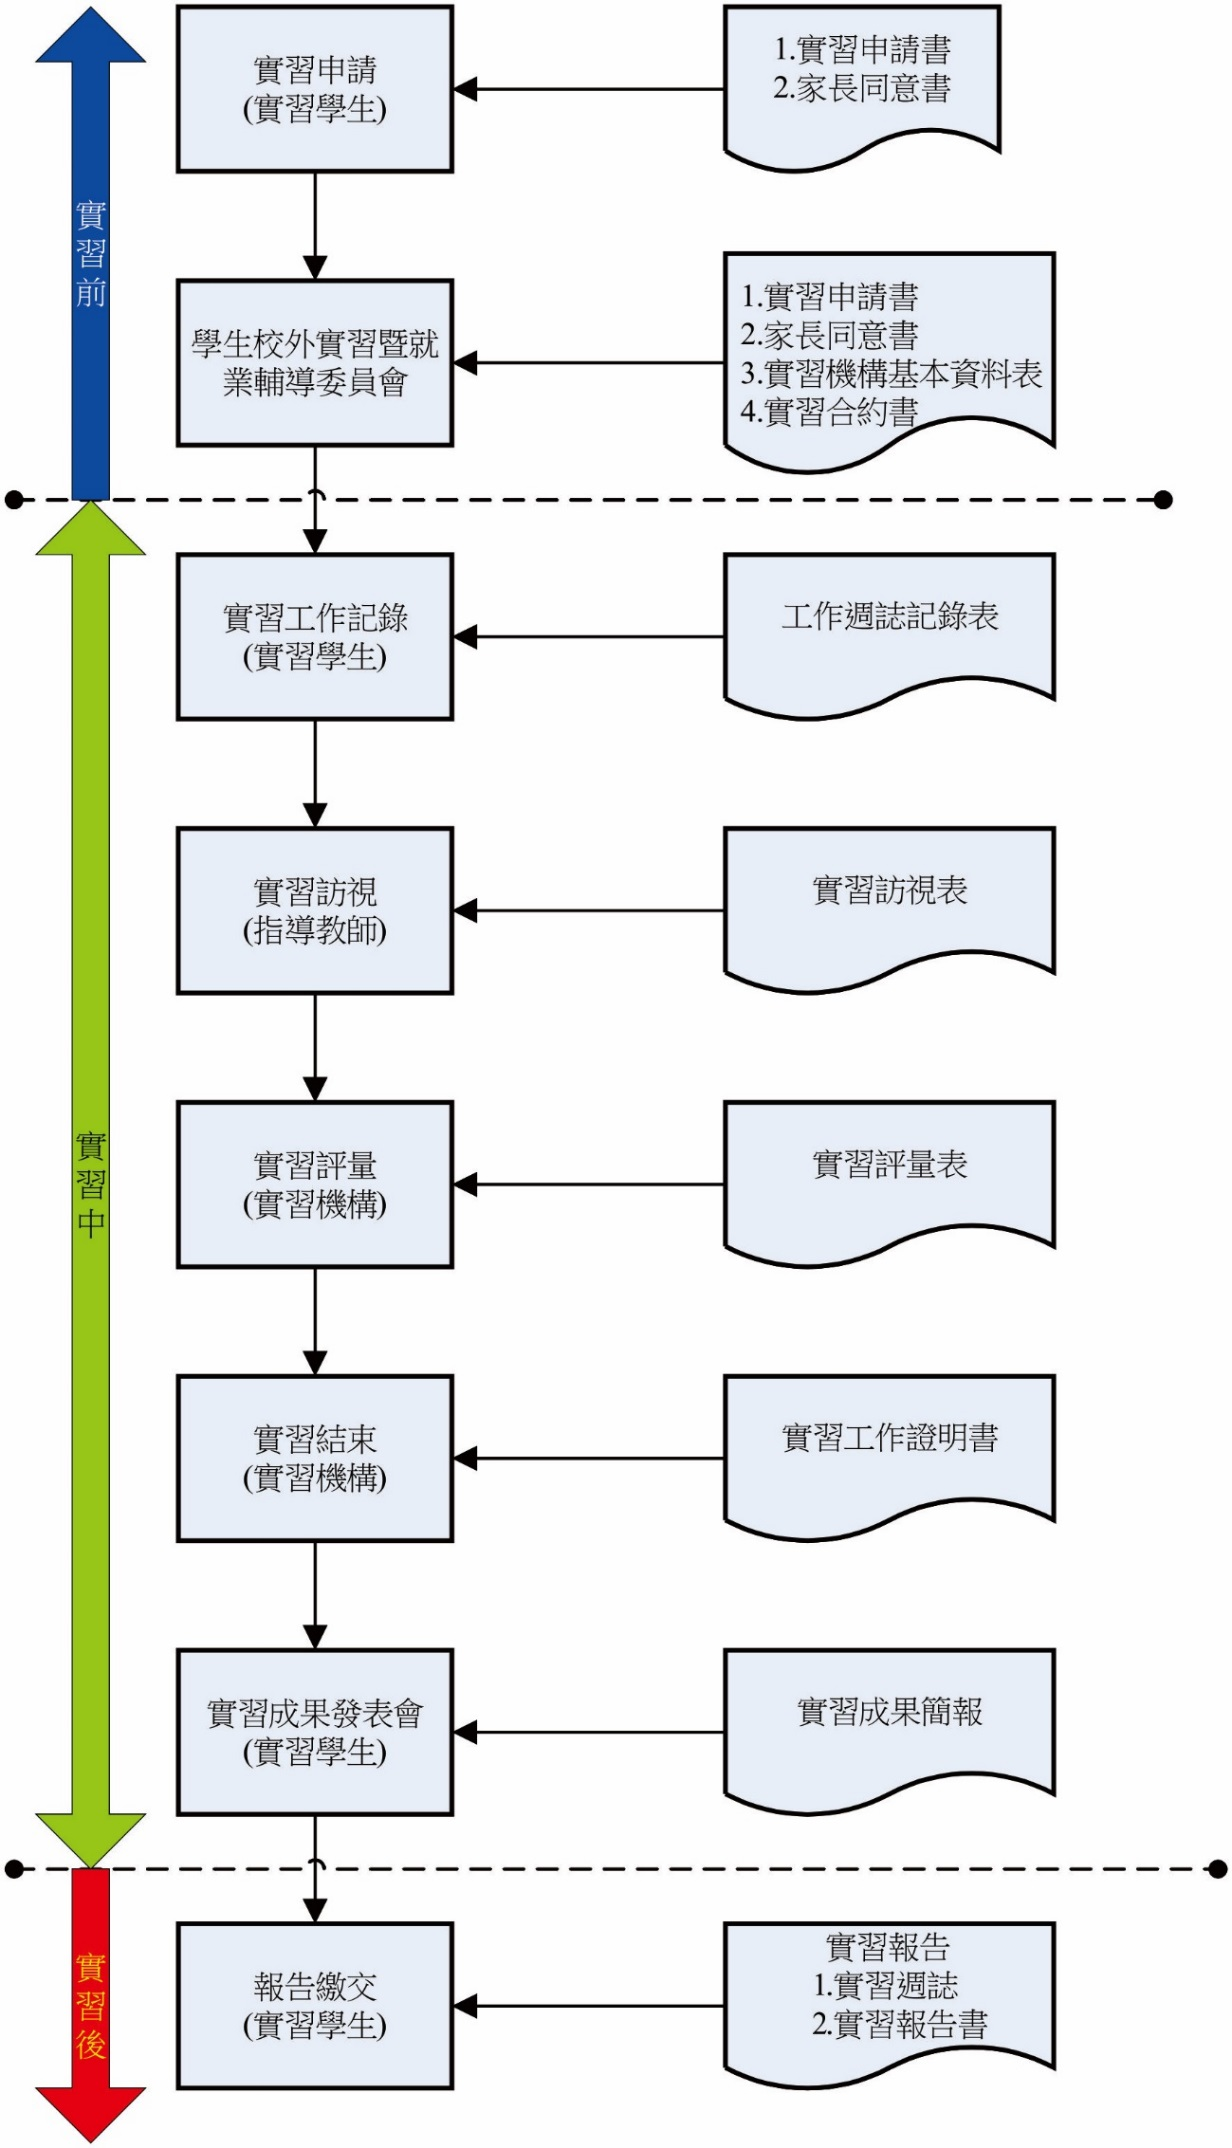 實習前
實習申請
(實習學生)
1.實習申請書
2.家長同意書
學生校外實習暨就
業輔導委員會
1.實習申請書
2.家長同意書
3.實習機構基本資料表
4.實習合約書
實習中
實習工作記錄
(實習學生)
工作週誌記錄表
實習訪視
(指導教師)
實習訪視表
實習評量
(實習機構)
實習評量表
實習結束
(實習機構)
實習工作證明書
實習成果發表會
(實習學生)
實習成果簡報
實習後
報告繳交
(實習學生)
實習報告
1.實習週誌
2.實習報告書